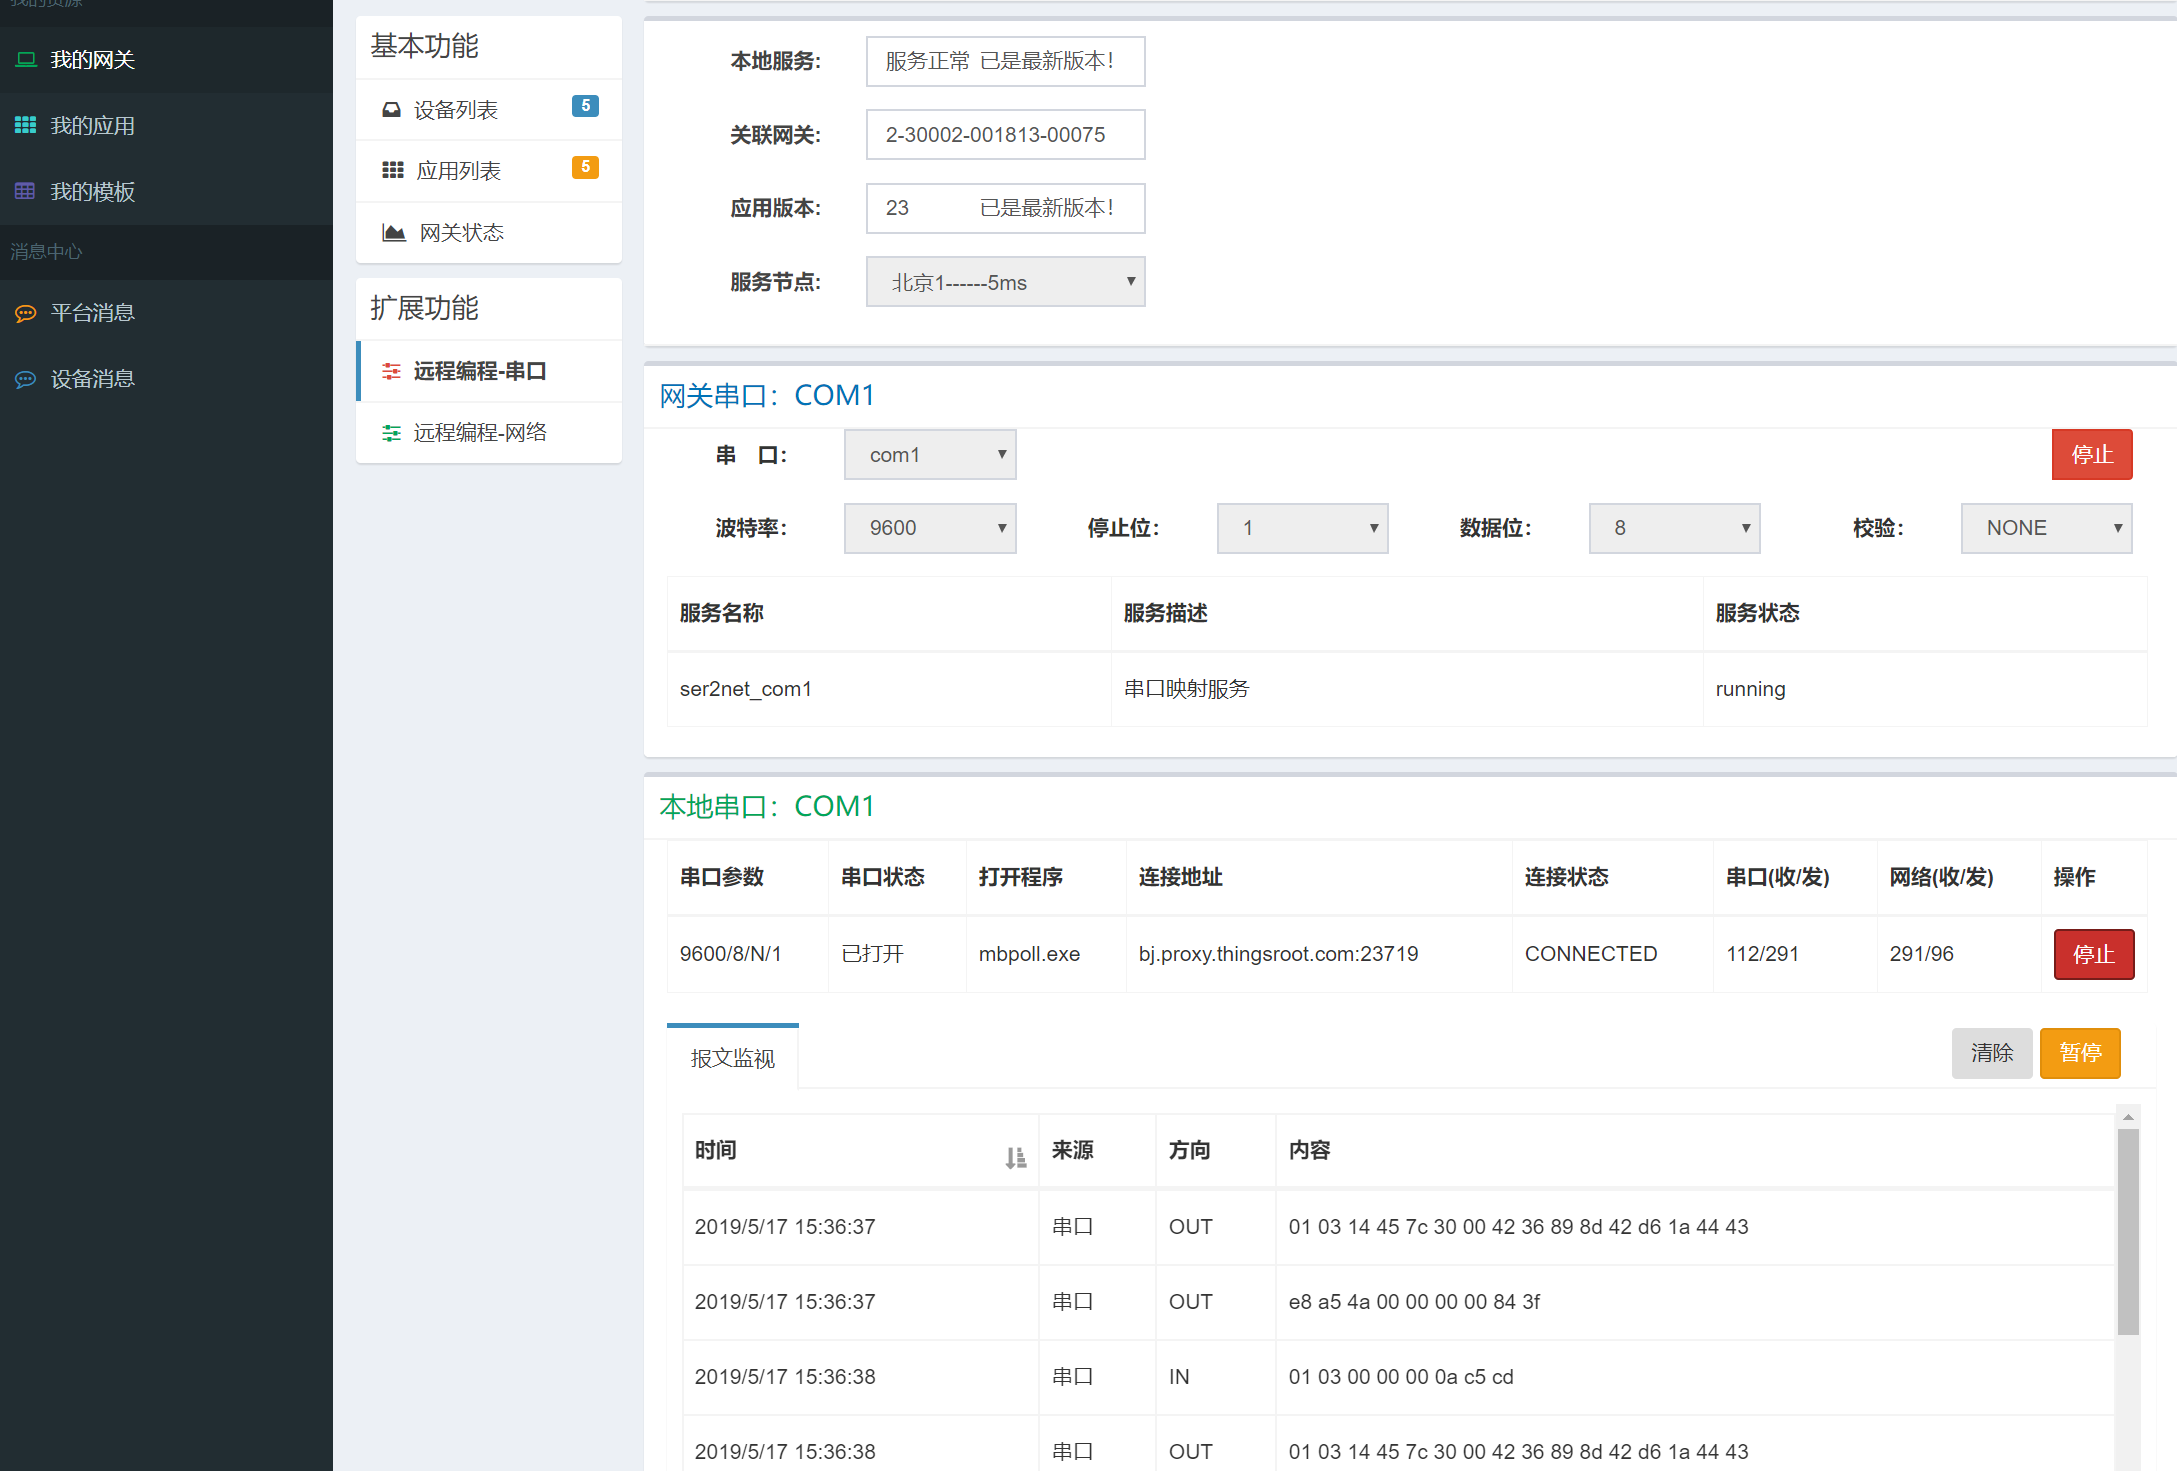 我的资源
我的网关
我的应用
我的模板
消息中心
平台消息
设备消息
基本功能
设备列表 5
应用列表 5
网关状态
扩展功能
远程编程-串口
远程编程-网络
本地服务: 服务正常 已是最新版本!
关联网关: 2-30002-001813-00075
应用版本: 23 已是最新版本!
服务节点: 北京1------5ms
网关串口：COM1
串 口： com1 停止
波特率： 9600 停止位： 1 数据位： 8 校验： NONE
服务名称 服务描述 服务状态
ser2net_com1 串口映射服务 running
本地串口：COM1
串口参数 串口状态 打开程序 连接地址 连接状态 串口(收/发) 网络(收/发) 操作
9600/8/N/1 已打开 mbpoll.exe bj.proxy.thingsroot.com:23719 CONNECTED 112/291 291/96 停止
报文监视 清除 暂停
时间 来源 方向 内容
2019/5/17 15:36:37 串口 OUT 01 03 14 45 7c 30 00 42 36 89 8d 42 d6 1a 44 43
2019/5/17 15:36:37 串口 OUT e8 a5 4a 00 00 00 00 84 3f
2019/5/17 15:36:38 串口 IN 01 03 00 00 00 0a c5 cd
2019/5/17 15:36:38 串口 OUT 01 03 14 45 7c 30 00 42 36 89 8d 42 d6 1a 44 43